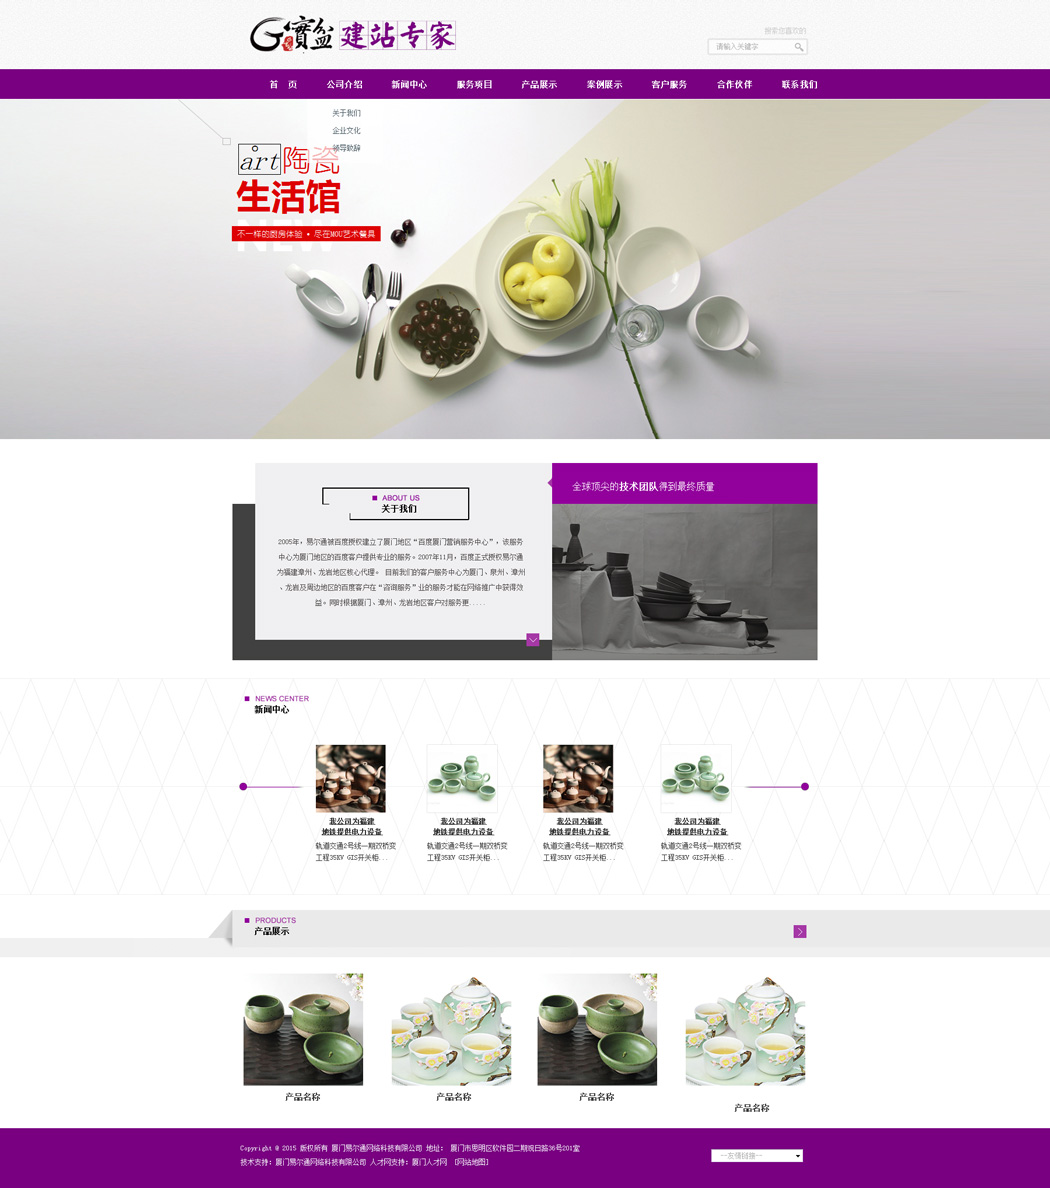 G實盆 建站专家
搜索您喜欢的
请输入关键字
首 页 公司介绍 新闻中心 服务项目 产品展示 案例展示 客户服务 合作伙伴 联系我们
关于我们
企业文化
领导致辞
art陶瓷
生活馆
NEW
不一样的厨房体验 • 尽在MOU艺术餐具
ABOUT US
关于我们
2005年，易尔通被百度授权建立了厦门地区“百度厦门营销服务中心”，该服务
中心为厦门地区的百度客户提供专业的服务。2007年11月，百度正式授权易尔通
为福建漳州、龙岩地区核心代理。 目前我们的客户服务中心为厦门、泉州、漳州
、龙岩及周边地区的百度客户在“咨询服务”业的服务才能在网络推广中获得效
益。同时根据厦门、漳州、龙岩地区客户对服务更.....
全球顶尖的技术团队得到最终质量
NEWS CENTER
新闻中心
我公司为福建 我公司为福建 我公司为福建 我公司为福建
地铁提供电力设备 地铁提供电力设备 地铁提供电力设备 地铁提供电力设备
轨道交通2号线一期双桥变 轨道交通2号线一期双桥变 轨道交通2号线一期双桥变 轨道交通2号线一期双桥变
工程35KV GIS开关柜... 工程35KV GIS开关柜... 工程35KV GIS开关柜... 工程35KV GIS开关柜...
PRODUCTS
产品展示
产品名称 产品名称 产品名称 产品名称
Copyright @ 2015 版权所有 厦门易尔通网络科技有限公司 地址： 厦门市思明区软件园二期观日路36号201室
技术支持：厦门易尔通网络科技有限公司 人才网支持：厦门人才网 [网站地图]
--友情链接--